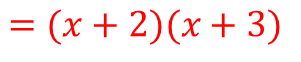 = (x + 2)(x + 3)